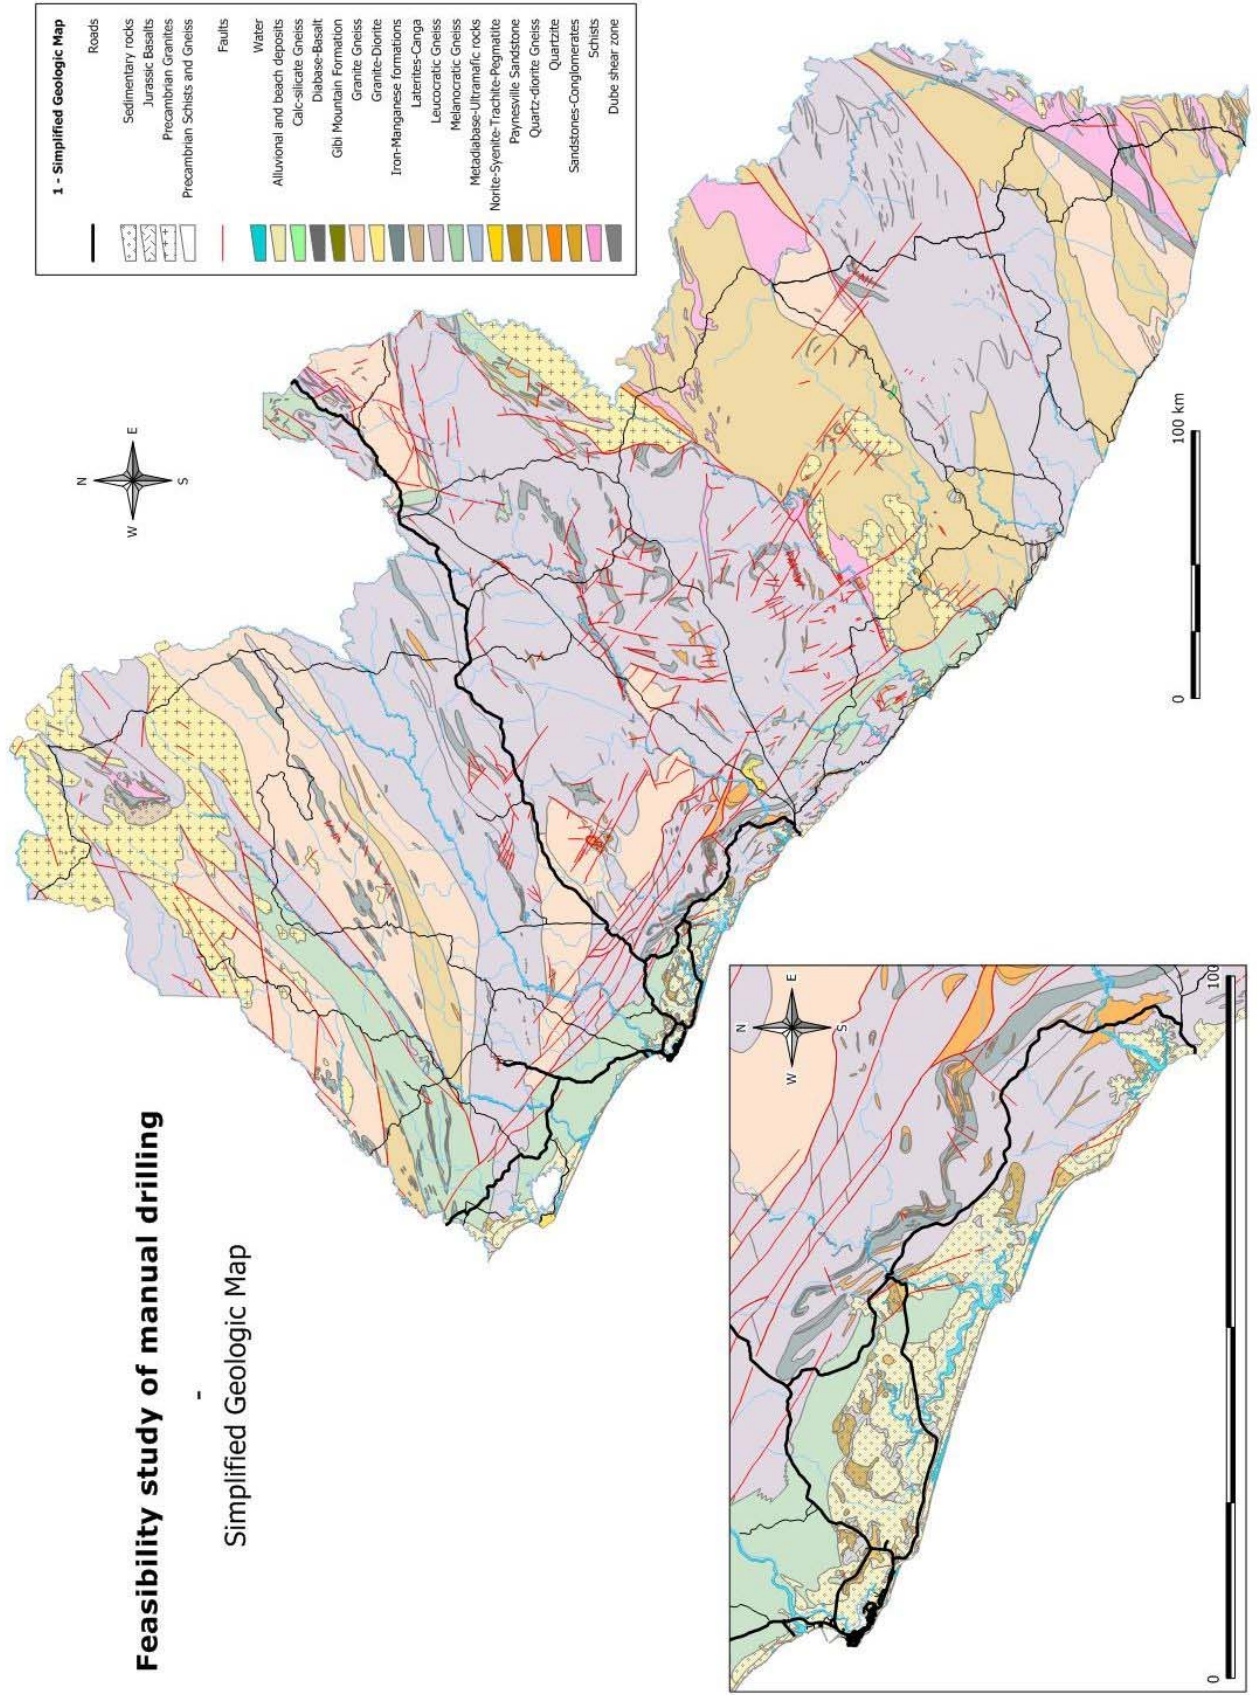 Feasibility study of manual drilling
-
Simplified Geologic Map
1 - Simplified Geologic Map
Roads
Sedimentary rocks
Jurassic Basalts
Precambrian Granites
Precambrian Schists and Gneiss
Faults
Water
Alluvional and beach deposits
Calc-silicate Gneiss
Diabase-Basalt
Gibi Mountain Formation
Granite Gneiss
Granite-Diorite
Iron-Manganese formations
Laterites-Canga
Leucocratic Gneiss
Melanocratic Gneiss
Metadiabase-Ultramafic rocks
Norite-Syenite-Trachite-Pegmatite
Paynesville Sandstone
Quartz-diorite Gneiss
Quartzite
Sandstones-Conglomerates
Schists
Dube shear zone
N
W E
S
0 100 km
N
W E
S
0 100